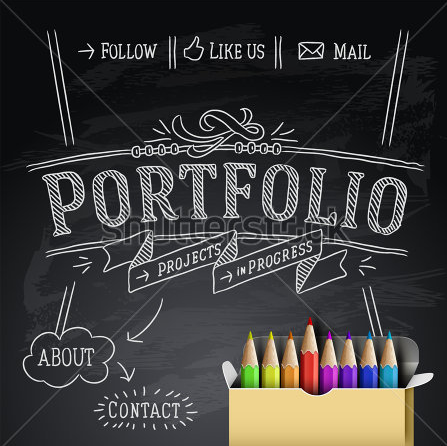 → FOLLOW || LIKE US || MAIL
PORTFOLIO
→ PROJECTS
→ IN PROGRESS
ABOUT
CONTACT